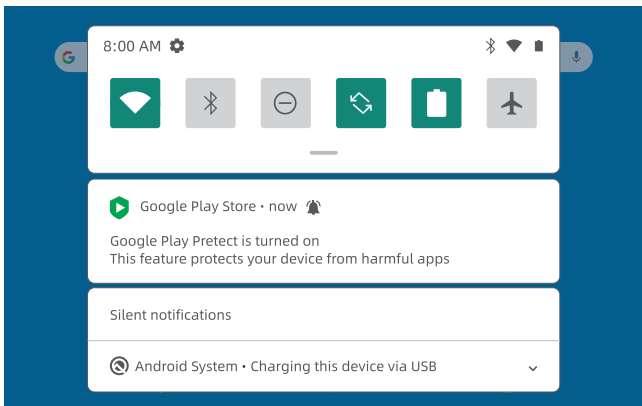 8:00 AM
Google Play Store • now
Google Play Pretect is turned on
This feature protects your device from harmful apps
Silent notifications
Android System • Charging this device via USB